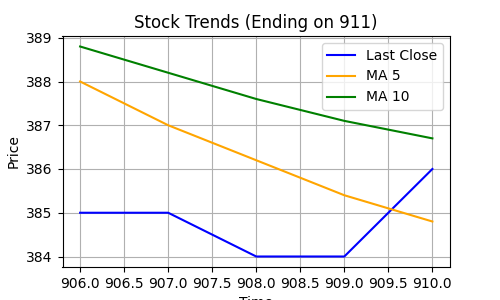 Stock Trends (Ending on 911)
389
388
387
386
385
384
Price
Last Close
MA 5
MA 10
906.0 906.5 907.0 907.5 908.0 908.5 909.0 909.5 910.0
Time